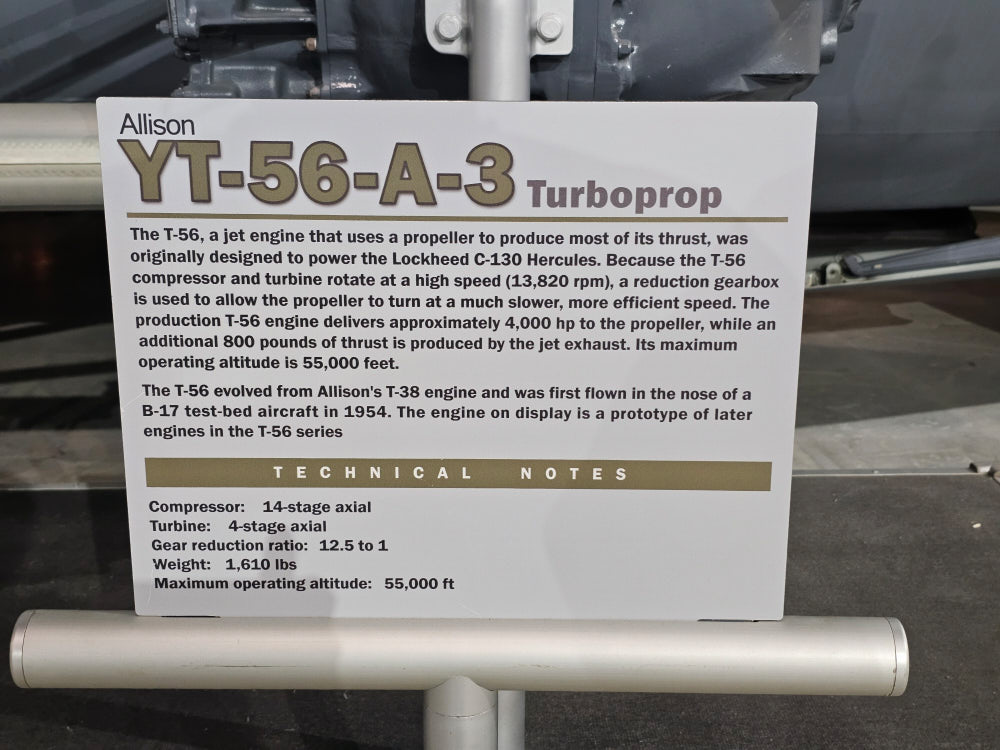 Allison
YT-56-A-3 Turboprop
The T-56, a jet engine that uses a propeller to produce most of its thrust, was
originally designed to power the Lockheed C-130 Hercules. Because the T-56
compressor and turbine rotate at a high speed (13,820 rpm), a reduction gearbox
is used to allow the propeller to turn at a much slower, more efficient speed. The
production T-56 engine delivers approximately 4,000 hp to the propeller, while an
additional 800 pounds of thrust is produced by the jet exhaust. Its maximum
operating altitude is 55,000 feet.
The T-56 evolved from Allison's T-38 engine and was first flown in the nose of a
B-17 test-bed aircraft in 1954. The engine on display is a prototype of later
engines in the T-56 series
TECHNICAL NOTES
Compressor: 14-stage axial
Turbine: 4-stage axial
Gear reduction ratio: 12.5 to 1
Weight: 1,610 lbs
Maximum operating altitude: 55,000 ft